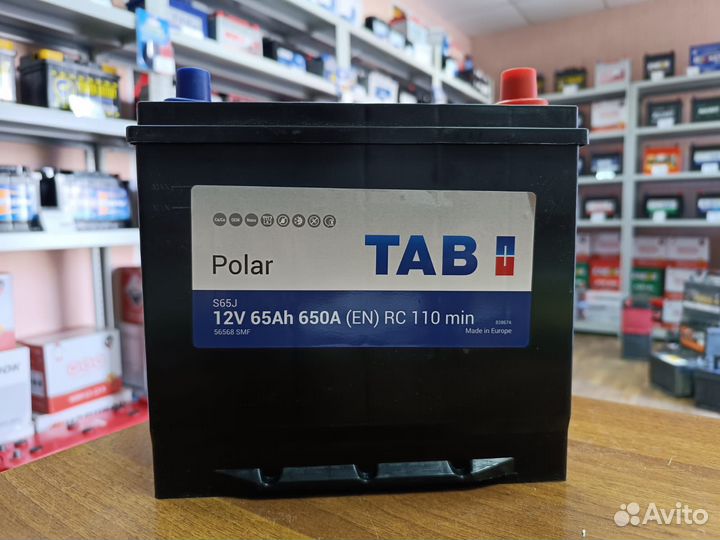 TAB
Polar
S65J
12V 65Ah 650A (EN) RC 110 min
56568 SMF
Made in Europe
Avito